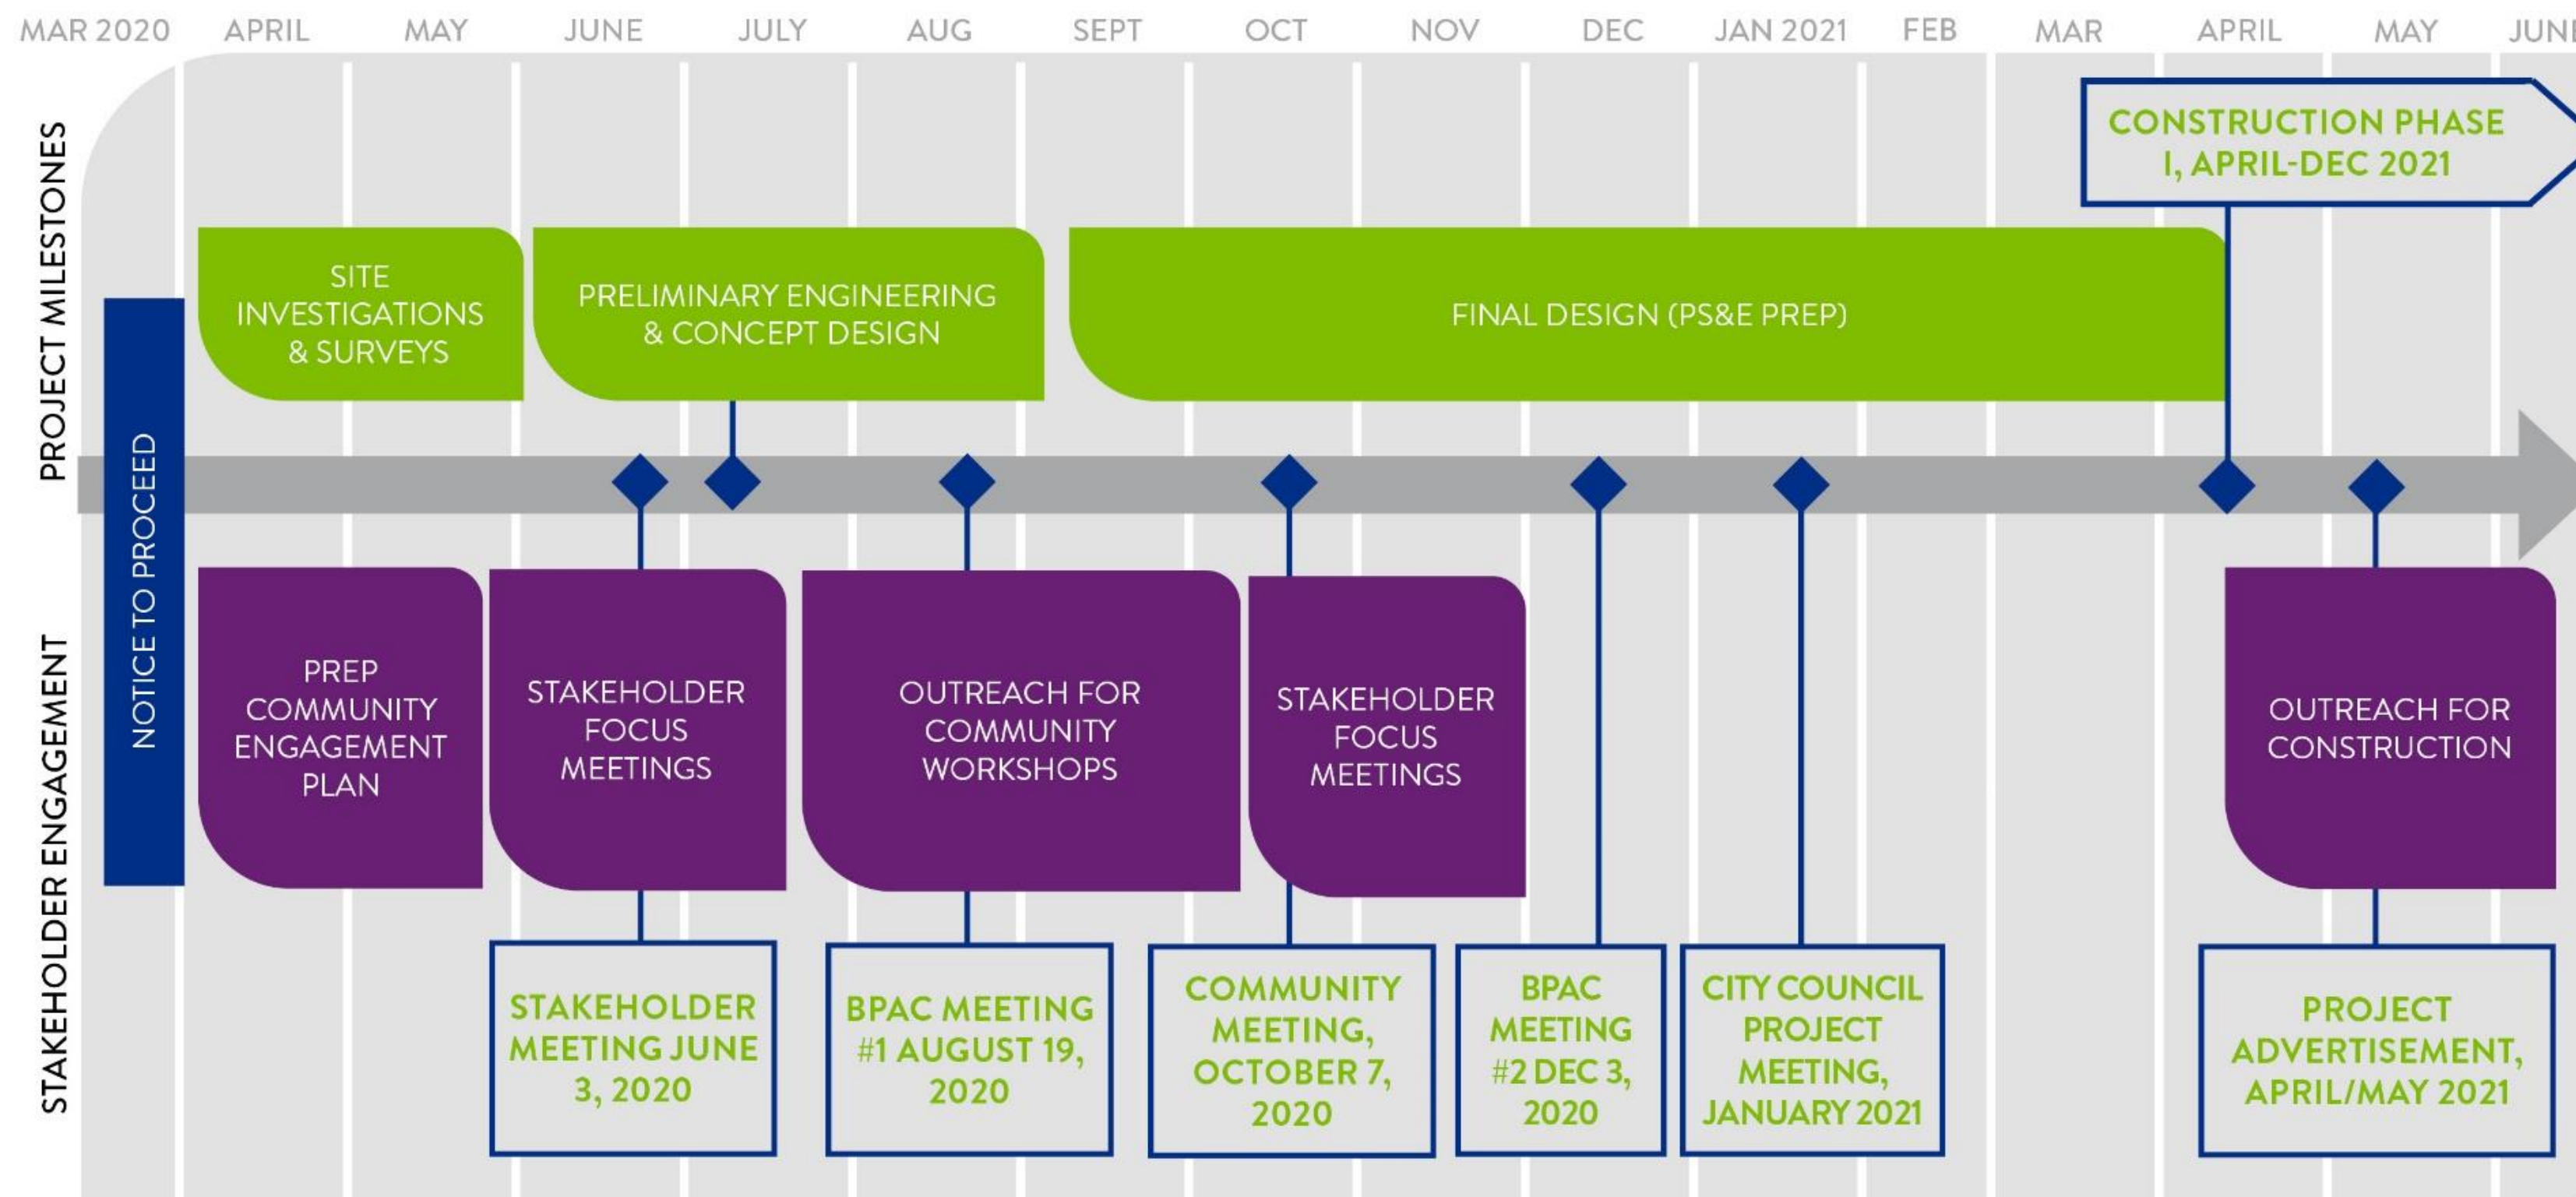 MAR 2020 APRIL MAY JUNE JULY AUG SEPT OCT NOV DEC JAN 2021 FEB MAR APRIL MAY JUNE
PROJECT MILESTONES
CONSTRUCTION PHASE
I, APRIL-DEC 2021
SITE
INVESTIGATIONS
& SURVEYS
PRELIMINARY ENGINEERING
& CONCEPT DESIGN
FINAL DESIGN (PS&E PREP)
NOTICE TO PROCEED
STAKEHOLDER ENGAGEMENT
PREP
COMMUNITY
ENGAGEMENT
PLAN
STAKEHOLDER
FOCUS
MEETINGS
OUTREACH FOR
COMMUNITY
WORKSHOPS
STAKEHOLDER
FOCUS
MEETINGS
OUTREACH FOR
CONSTRUCTION
STAKEHOLDER
MEETING JUNE
3, 2020
BPAC MEETING
#1 AUGUST 19,
2020
COMMUNITY
MEETING,
OCTOBER 7,
2020
BPAC
MEETING
#2 DEC 3,
2020
CITY COUNCIL
PROJECT
MEETING,
JANUARY 2021
PROJECT
ADVERTISEMENT,
APRIL/MAY 2021